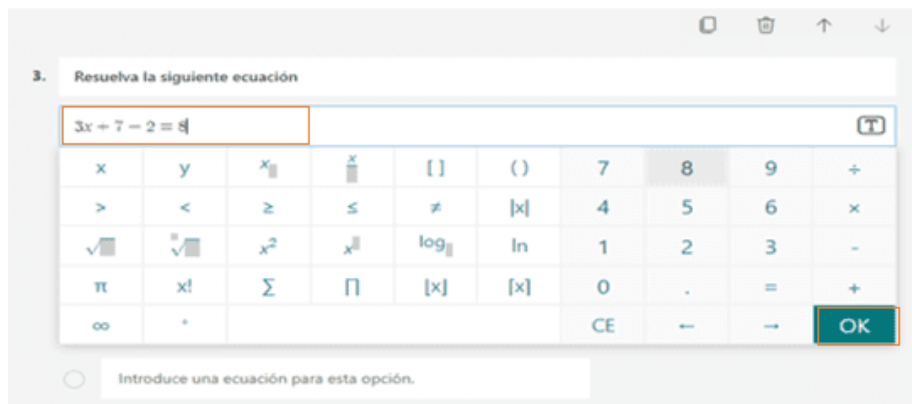 3. Resuelva la siguiente ecuación
3x + 7 − 2 = 8
T
x y x [ ] ( ) 7 8 9 ÷
> < ≥ ≤ ≠ |x| 4 5 6 ×
√ √ x² x log ln 1 2 3 -
π x! Σ Π ⌊x⌋ ⌈x⌉ 0 . = +
∞ ° CE ← → OK
Introduce una ecuación para esta opción.